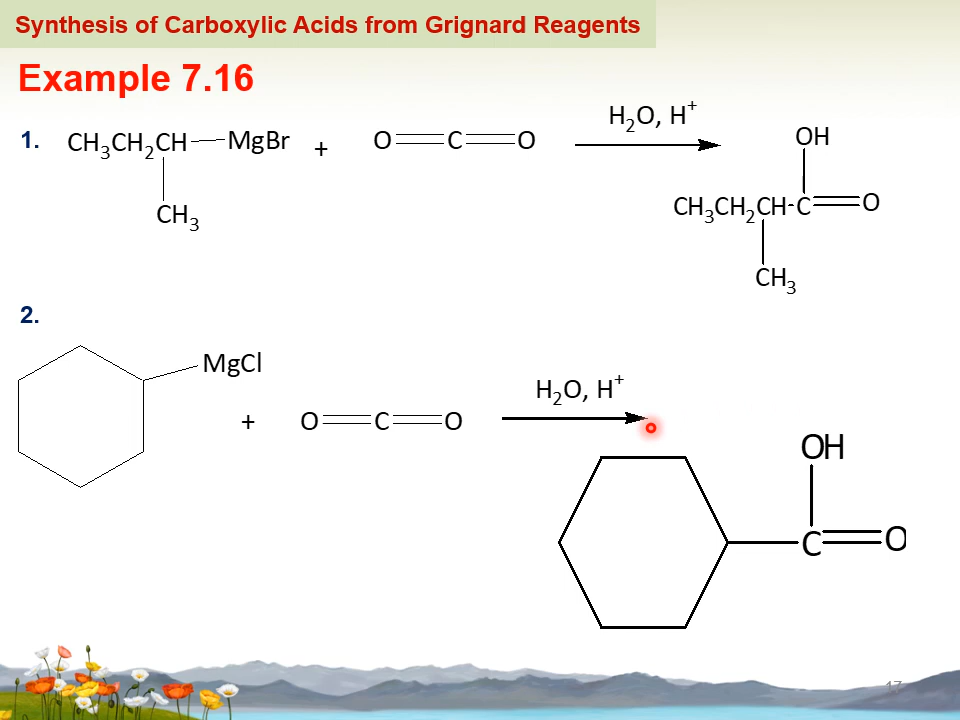 Synthesis of Carboxylic Acids from Grignard Reagents
Example 7.16
1. CH3CH2CH MgBr + O C O H2O, H+
CH3
OH
CH3CH2CH C O
CH3
2.
MgCl
+ O C O H2O, H+
OH
C O
17